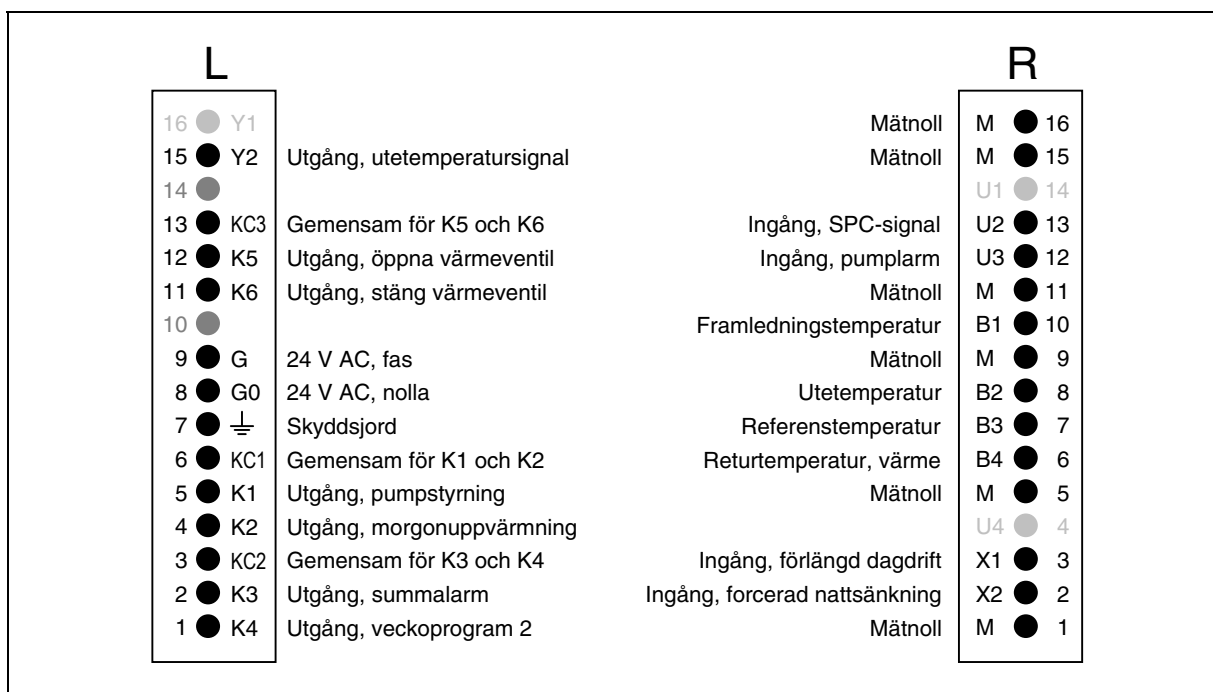 L
16 Y1
15 Y2 Utgång, utetemperatursignal
14
13 KC3 Gemensam för K5 och K6
12 K5 Utgång, öppna värmeventil
11 K6 Utgång, stäng värmeventil
10
9 G 24 V AC, fas
8 G0 24 V AC, nolla
7 Skyddsjord
6 KC1 Gemensam för K1 och K2
5 K1 Utgång, pumpstyrning
4 K2 Utgång, morgonuppvärmning
3 KC2 Gemensam för K3 och K4
2 K3 Utgång, summalarm
1 K4 Utgång, veckoprogram 2
R
Mätnoll M 16
Mätnoll M 15
U1 14
Ingång, SPC-signal U2 13
Ingång, pumplarm U3 12
Mätnoll M 11
Framledningstemperatur B1 10
Mätnoll M 9
Utetemperatur B2 8
Referenstemperatur B3 7
Returtemperatur, värme B4 6
Mätnoll M 5
U4 4
Ingång, förlängd dagdrift X1 3
Ingång, forcerad nattsänkning X2 2
Mätnoll M 1